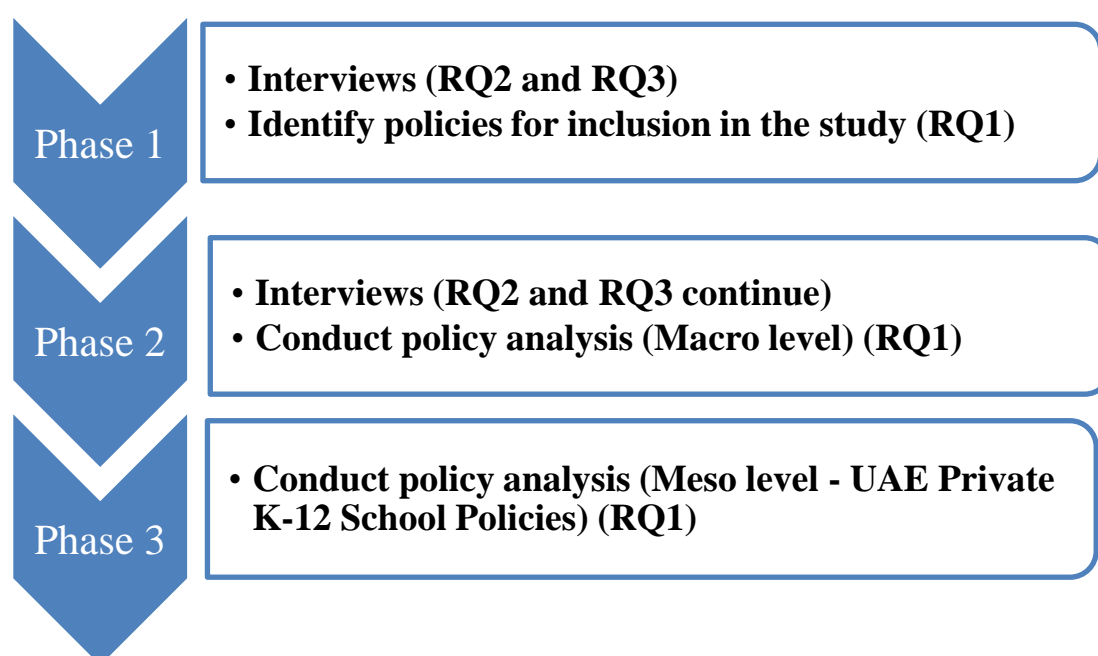 Phase 1
• Interviews (RQ2 and RQ3)
• Identify policies for inclusion in the study (RQ1)
Phase 2
• Interviews (RQ2 and RQ3 continue)
• Conduct policy analysis (Macro level) (RQ1)
Phase 3
• Conduct policy analysis (Meso level - UAE Private
K-12 School Policies) (RQ1)